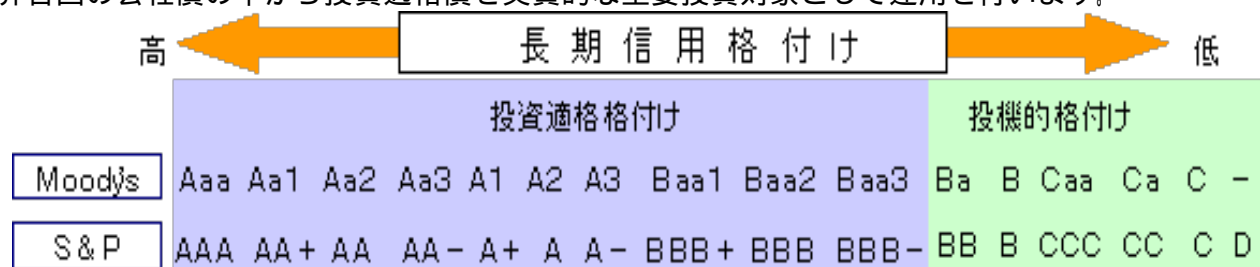 界各国の公社債の中から投資適格債を実質的な主要投資対象として運用を行います。
高 長期信用格付け 低
投資適格格付け 投機的格付け
Moody's Aaa Aa1 Aa2 Aa3 A1 A2 A3 Baa1 Baa2 Baa3 Ba B Caa Ca C -
S&P AAA AA+ AA AA- A+ A A- BBB+ BBB BBB- BB B CCC CC C D